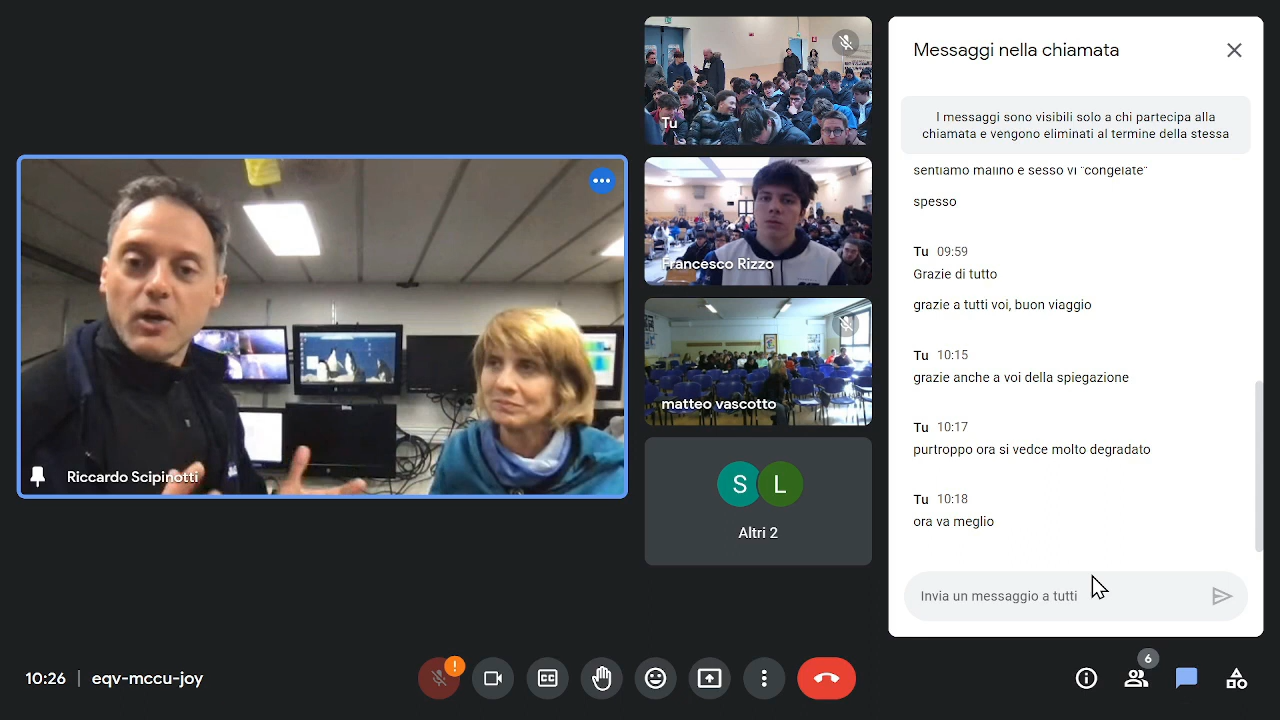 Messaggi nella chiamata
I messaggi sono visibili solo a chi partecipa alla
chiamata e vengono eliminati al termine della stessa
sentiamo malino e sesso vi "congelate"
spesso
Tu 09:59
Grazie di tutto
grazie a tutti voi, buon viaggio
Tu 10:15
grazie anche a voi della spiegazione
Tu 10:17
purtroppo ora si vedce molto degradato
Tu 10:18
ora va meglio
Invia un messaggio a tutti
Tu
Francesco Rizzo
matteo vascotto
S L
Altri 2
Riccardo Scipinotti
10:26 | eqv-mccu-joy
!
CC
6